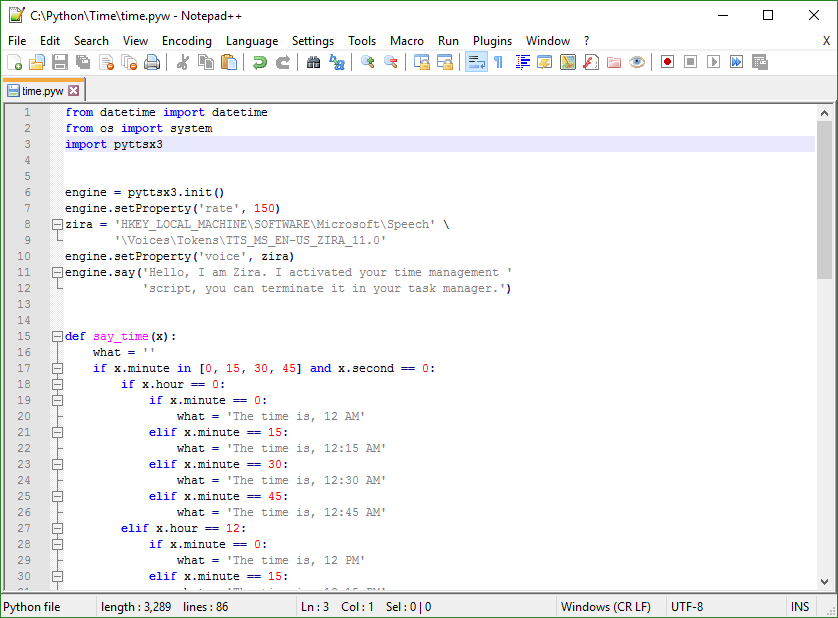 C:\Python\Time\time.pyw - Notepad++
File Edit Search View Encoding Language Settings Tools Macro Run Plugins Window ? X
time.pyw
1 from datetime import datetime
2 from os import system
3 import pyttsx3
4
5
6 engine = pyttsx3.init()
7 engine.setProperty('rate', 150)
8 zira = 'HKEY_LOCAL_MACHINE\SOFTWARE\Microsoft\Speech' \
9 '\Voices\Tokens\TTS_MS_EN-US_ZIRA_11.0'
10 engine.setProperty('voice', zira)
11 engine.say('Hello, I am Zira. I activated your time management '
12 'script, you can terminate it in your task manager.')
13
14
15 def say_time(x):
16 what = ''
17 if x.minute in [0, 15, 30, 45] and x.second == 0:
18 if x.hour == 0:
19 if x.minute == 0:
20 what = 'The time is, 12 AM'
21 elif x.minute == 15:
22 what = 'The time is, 12:15 AM'
23 elif x.minute == 30:
24 what = 'The time is, 12:30 AM'
25 elif x.minute == 45:
26 what = 'The time is, 12:45 AM'
27 elif x.hour == 12:
28 if x.minute == 0:
29 what = 'The time is, 12 PM'
30 elif x.minute == 15:
Python file length : 3,289 lines : 86 Ln : 3 Col : 1 Sel : 0 | 0 Windows (CR LF) UTF-8 INS